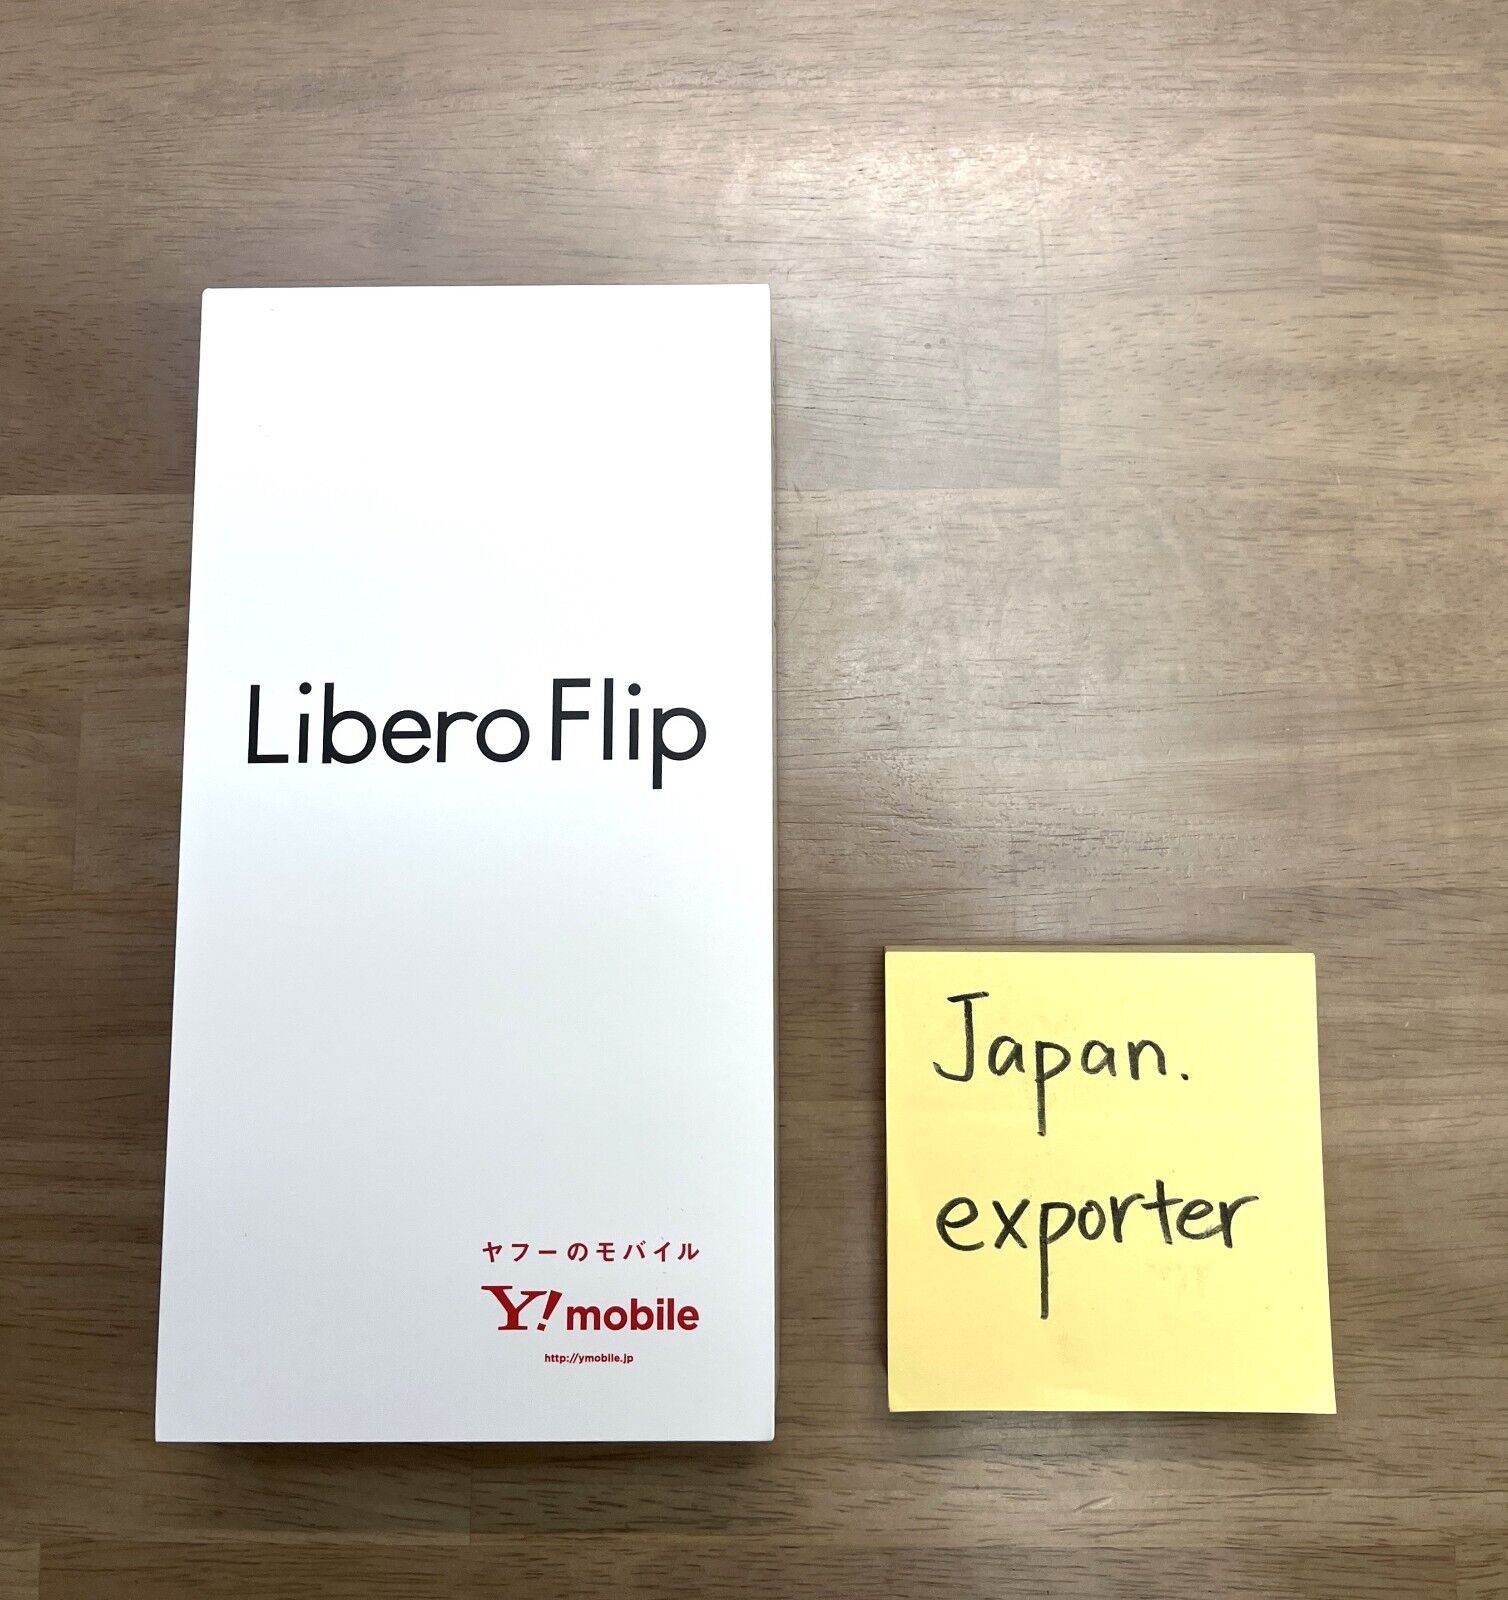 Libero Flip
ヤフーのモバイル
Y!mobile
http://ymobile.jp
Japan.
exporter